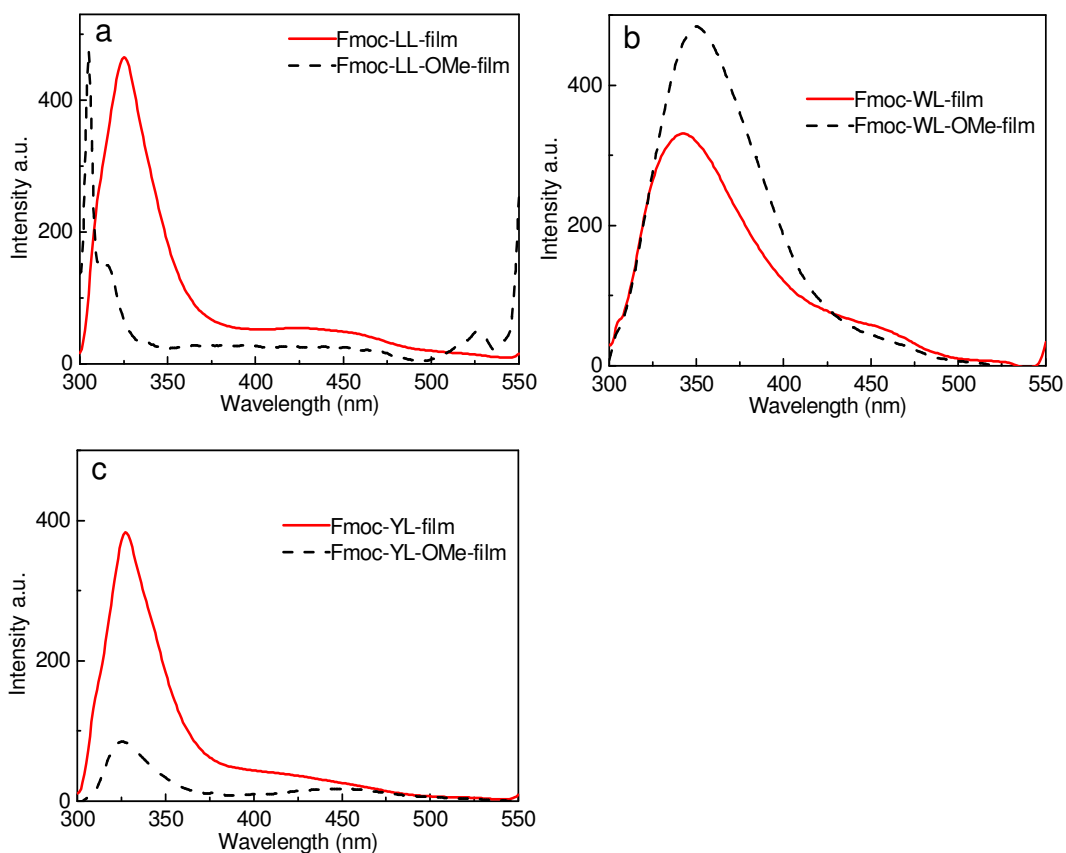 a
Fmoc-LL-film
Fmoc-LL-OMe-film
Intensity a.u.
400
200
0
300 350 400 450 500 550
Wavelength (nm)
b
Fmoc-WL-film
Fmoc-WL-OMe-film
Intensity a.u.
400
200
0
300 350 400 450 500 550
Wavelength (nm)
c
Fmoc-YL-film
Fmoc-YL-OMe-film
Intensity a.u.
400
200
0
300 350 400 450 500 550
Wavelength (nm)